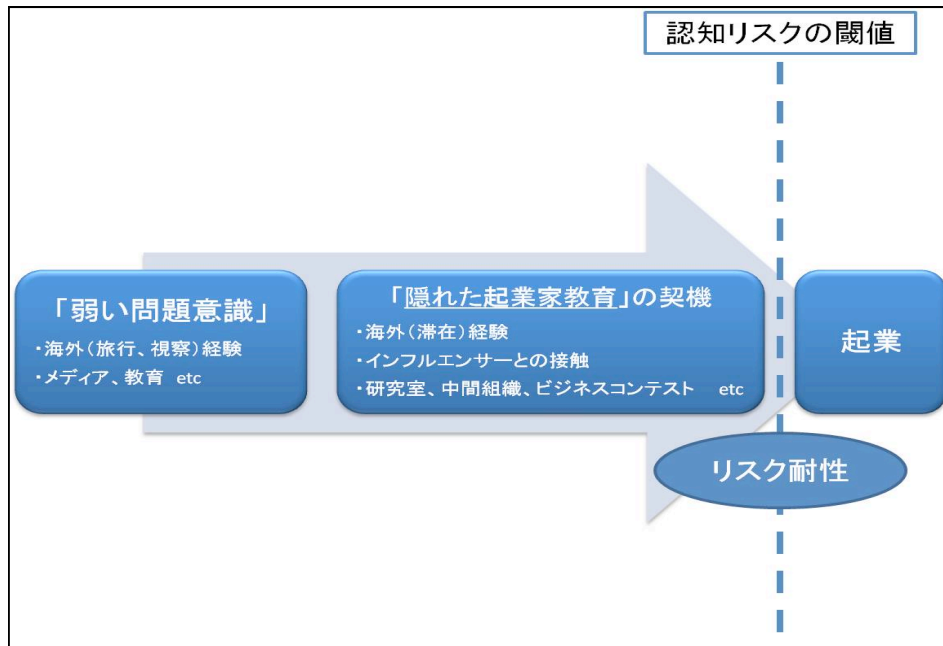 認知リスクの閾値
「弱い問題意識」
・海外（旅行、視察）経験
・メディア、教育 etc
「隠れた起業家教育」の契機
・海外（滞在）経験
・インフルエンサーとの接触
・研究室、中間組織、ビジネスコンテスト etc
起業
リスク耐性